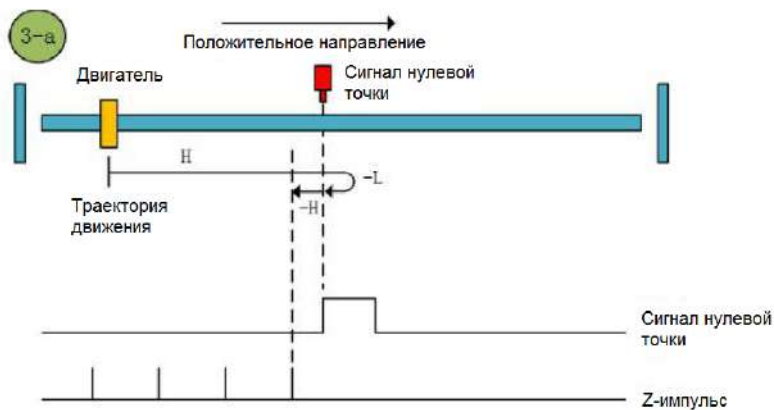 3-a
Положительное направление
Двигатель
Сигнал нулевой
точки
H
-L
-H
Траектория
движения
Сигнал нулевой
точки
Z-импульс